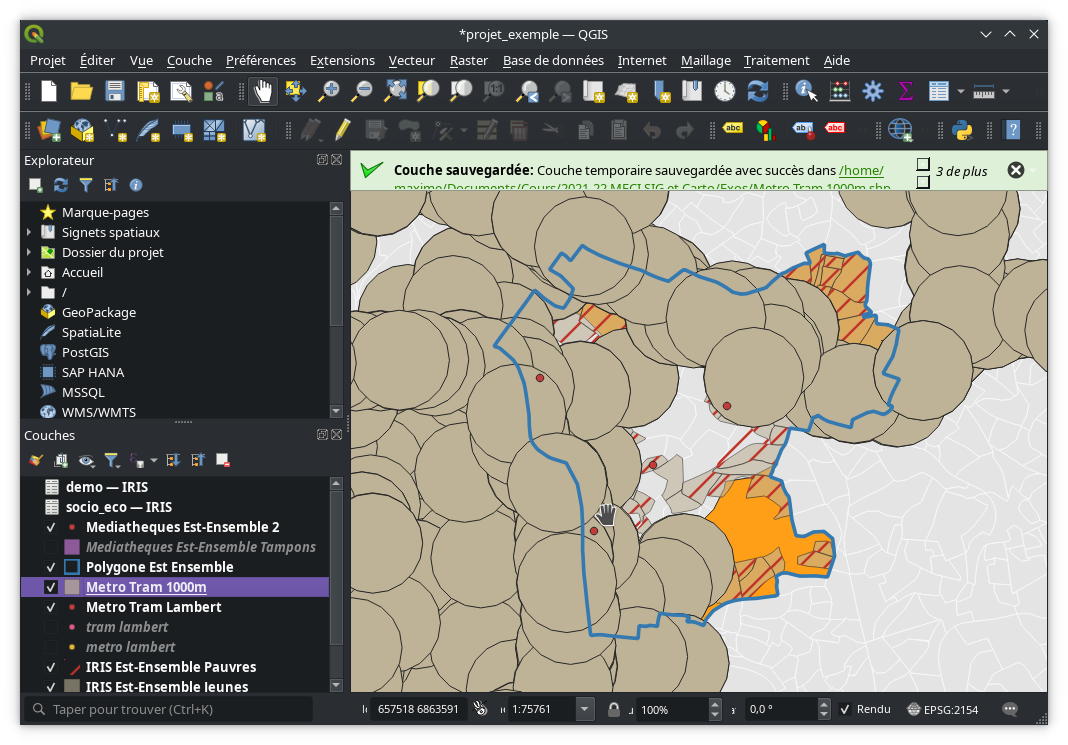 *projet_exemple — QGIS
Projet Éditer Vue Couche Préférences Extensions Vecteur Raster Base de données Internet Maillage Traitement Aide
abc abc ab abc
Explorateur
Marque-pages
Signets spatiaux
Dossier du projet
Accueil
/
GeoPackage
SpatiaLite
PostGIS
SAP HANA
MSSQL
WMS/WMTS
Couche sauvegardée: Couche temporaire sauvegardée avec succès dans /home/
maxime/Documents/Cours/2021-22 MECI SIG et Carto/Exos/Metro Tram 1000m.shp
3 de plus
Couches
demo — IRIS
socio_eco — IRIS
Mediatheques Est-Ensemble 2
Mediatheques Est-Ensemble Tampons
Polygone Est Ensemble
Metro Tram 1000m
Metro Tram Lambert
tram lambert
metro lambert
IRIS Est-Ensemble Pauvres
IRIS Est-Ensemble Jeunes
Taper pour trouver (Ctrl+K)
657518 6863591 1:75761 100% 0,0 ° Rendu EPSG:2154